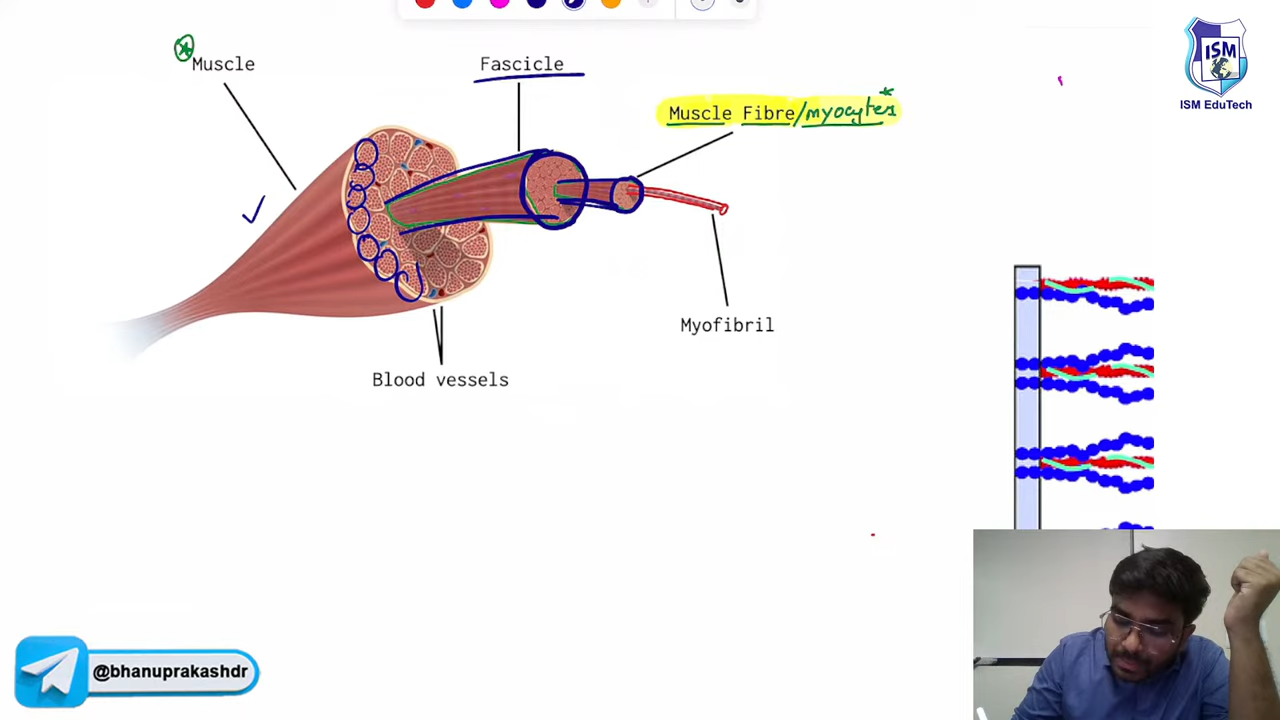 Muscle
Fascicle
Muscle Fibre/myocytes*
Myofibril
Blood vessels
ISM
ISM EduTech
@bhanuprakashdr